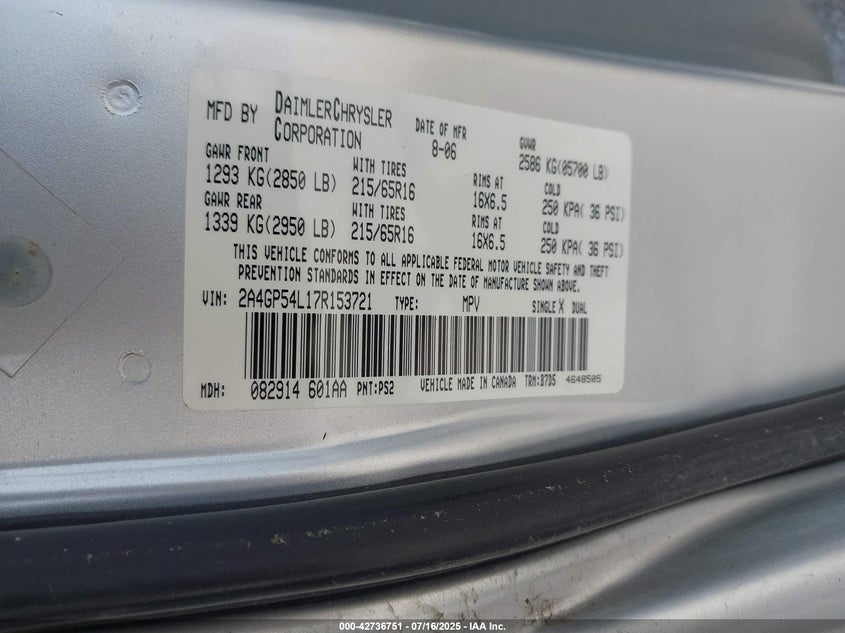 MFD BY DAIMLERCHRYSLER CORPORATION DATE OF MFR 8-06 GVWR 2586 KG(05700 LB)
GAWR FRONT WITH TIRES RIMS AT COLD
1293 KG(2850 LB) 215/65R16 16X6.5 250 KPA( 36 PSI)
GAWR REAR WITH TIRES RIMS AT COLD
1339 KG(2950 LB) 215/65R16 16X6.5 250 KPA( 36 PSI)
THIS VEHICLE CONFORMS TO ALL APPLICABLE FEDERAL MOTOR VEHICLE SAFETY AND THEFT
PREVENTION STANDARDS IN EFFECT ON THE DATE OF MANUFACTURE SHOWN ABOVE.
VIN: 2A4GP54L17R153721 TYPE: MPV SINGLE X DUAL
MDH: 082914 601AA PNT:PS2 VEHICLE MADE IN CANADA TRM:B7D5 4648505
000-42736751 / 07/16/2025 - IAA Inc.